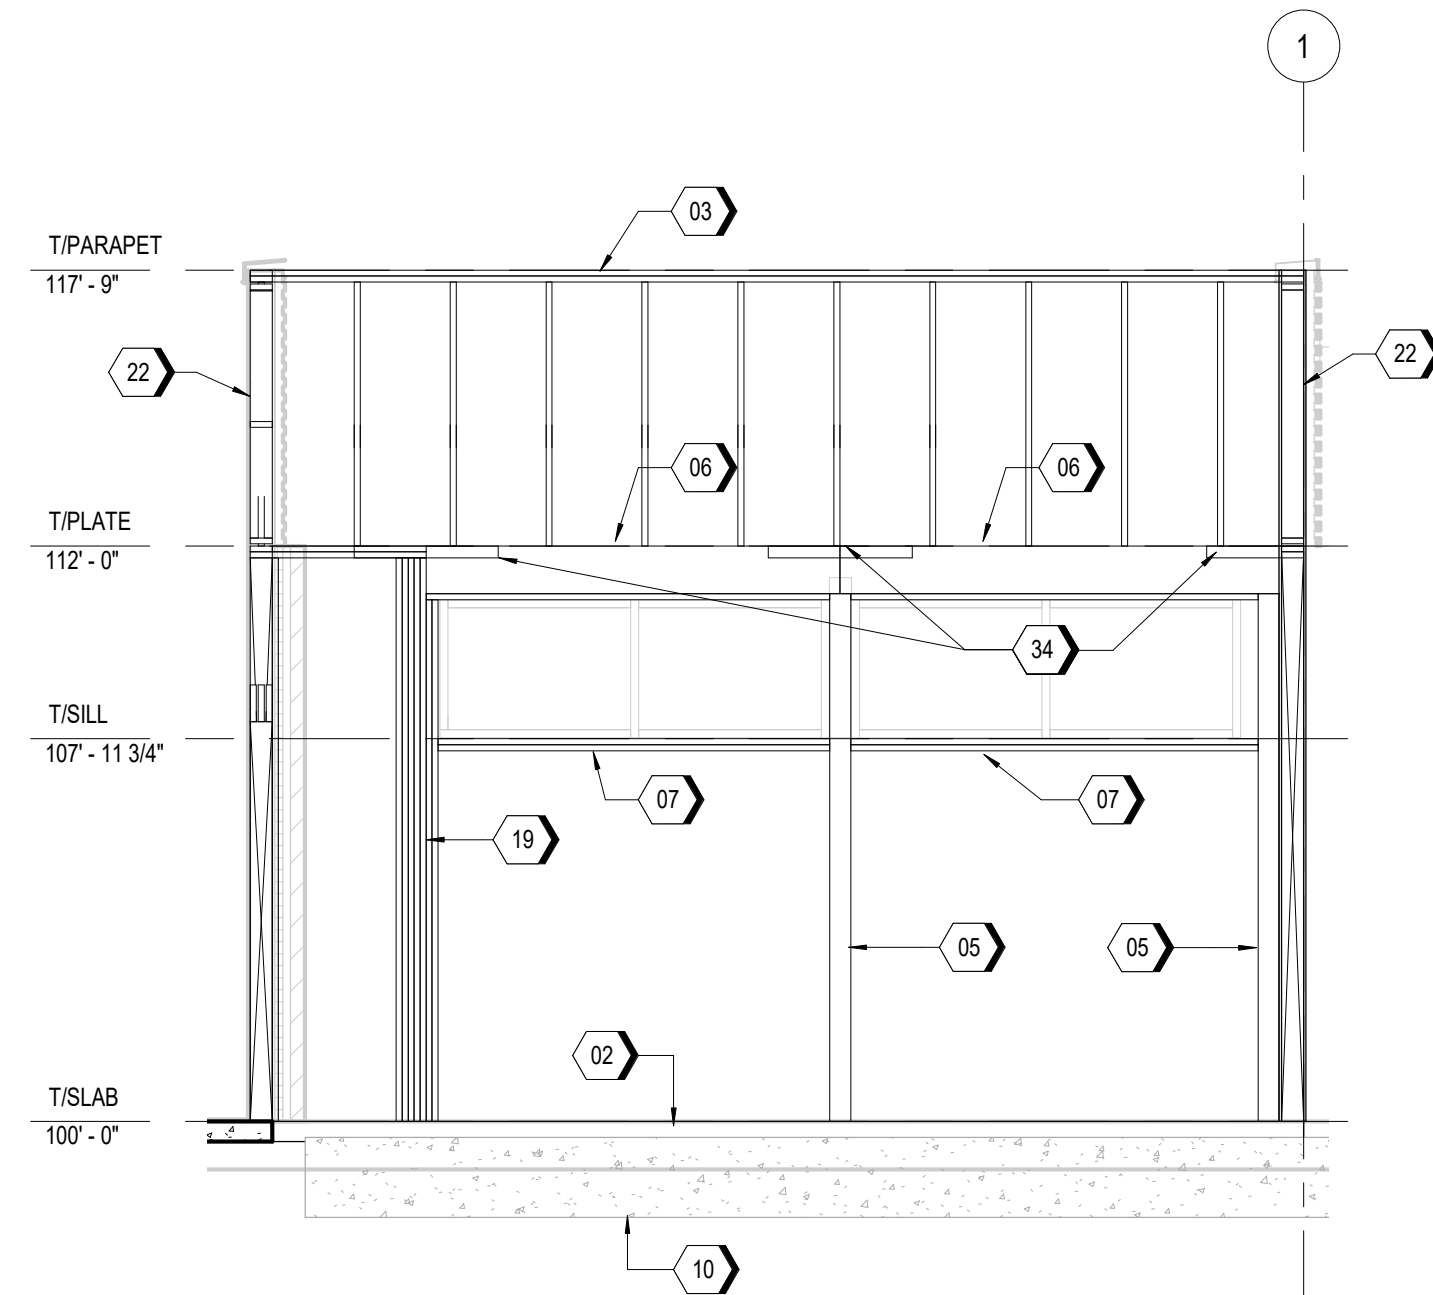 1
03
T/PARAPET
117' - 9"
22
22
06
06
T/PLATE
112' - 0"
34
T/SILL
107' - 11 3/4"
07
07
19
05
05
02
T/SLAB
100' - 0"
10